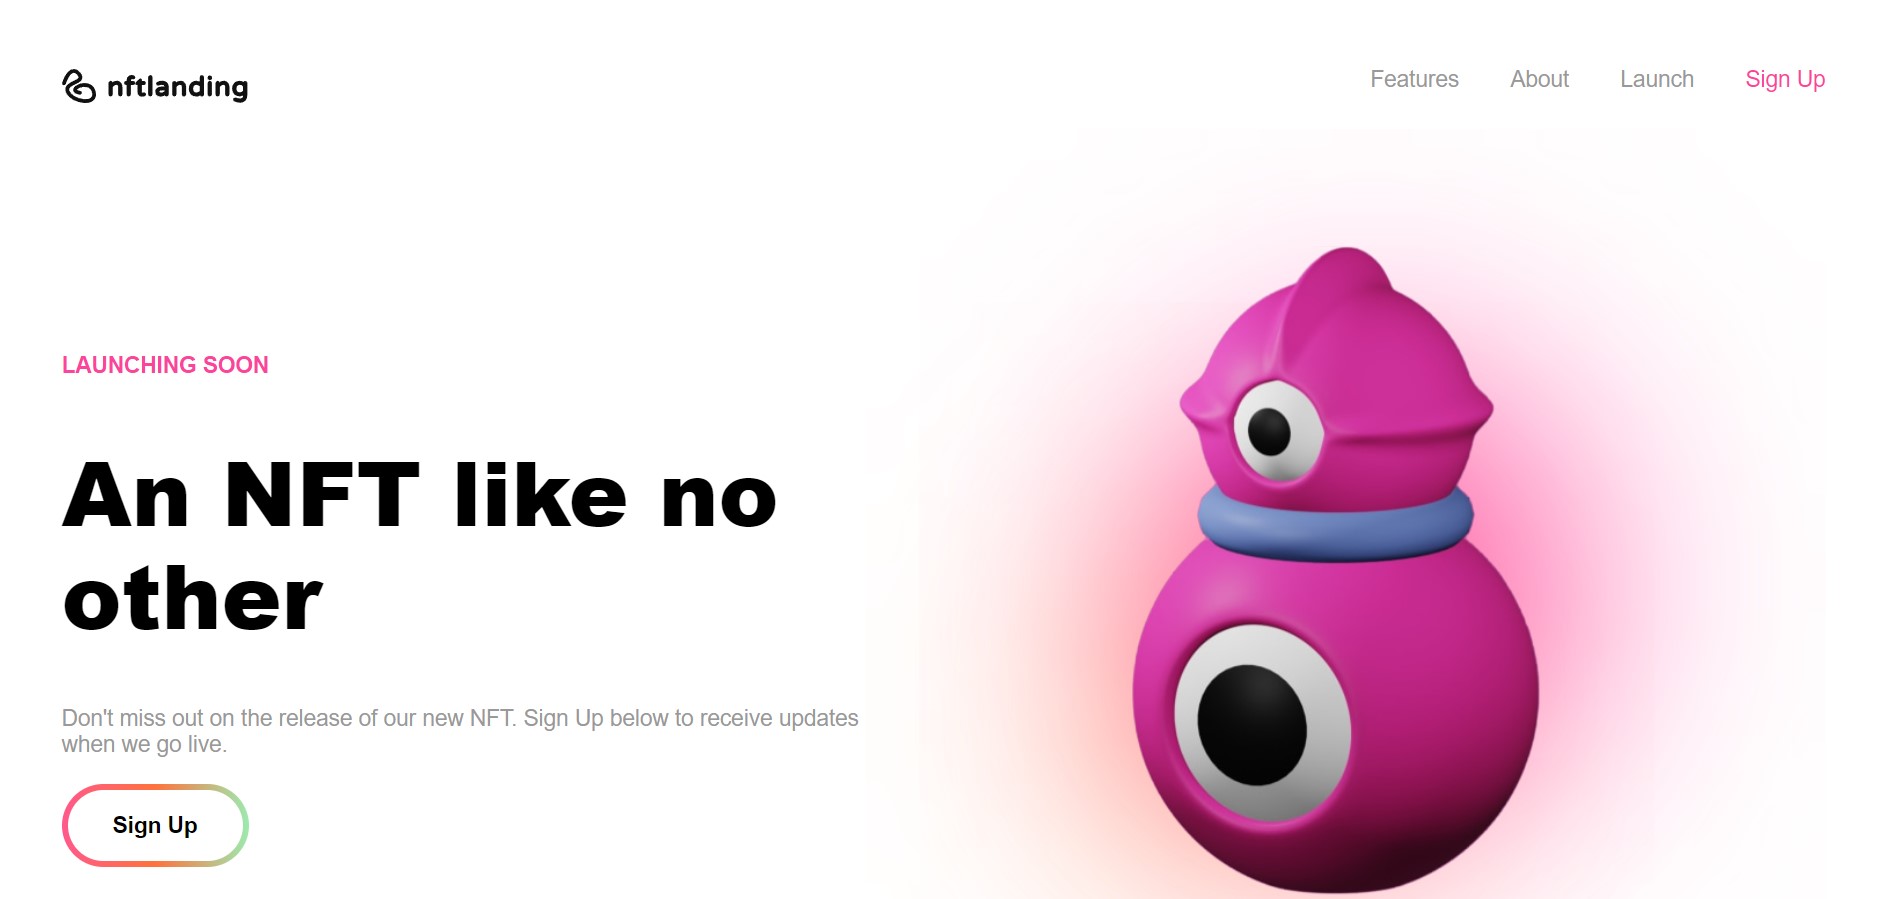 nftlanding
Features About Launch Sign Up
LAUNCHING SOON
An NFT like no
other
Don't miss out on the release of our new NFT. Sign Up below to receive updates
when we go live.
Sign Up